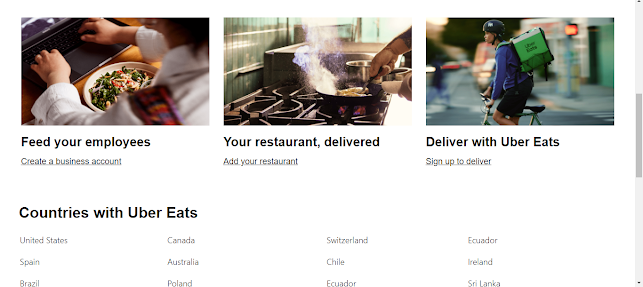 Uber
Eats
Feed your employees
Your restaurant, delivered
Deliver with Uber Eats
Create a business account
Add your restaurant
Sign up to deliver
Countries with Uber Eats
United States Canada Switzerland Ecuador
Spain Australia Chile Ireland
Brazil Poland Ecuador Sri Lanka